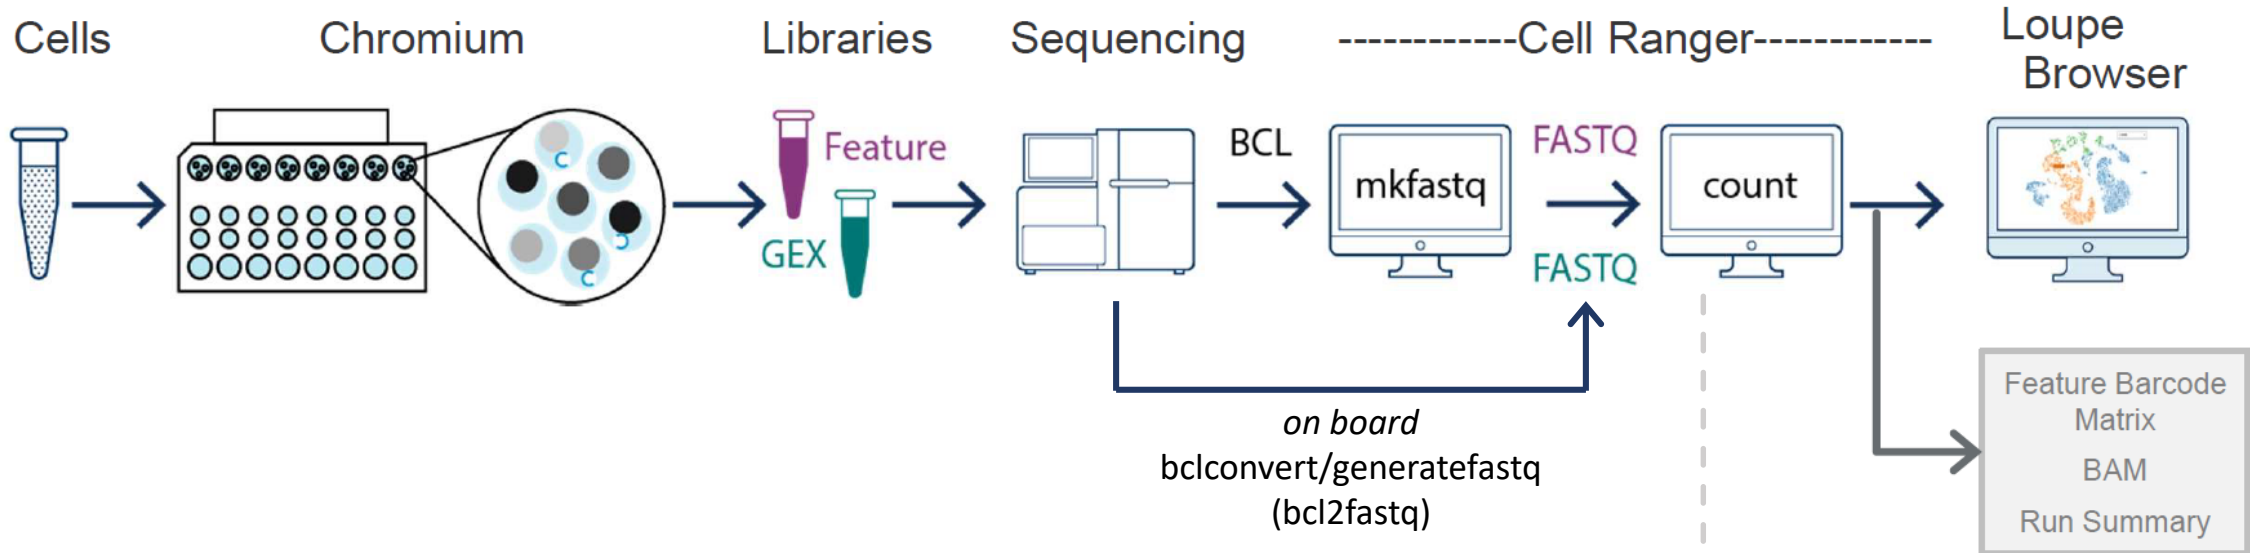 Cells
Chromium
Libraries
Sequencing
------------Cell Ranger------------
Loupe
Browser
Feature
GEX
BCL
mkfastq
FASTQ
FASTQ
count
on board
bclconvert/generatefastq
(bcl2fastq)
Feature Barcode
Matrix
BAM
Run Summary